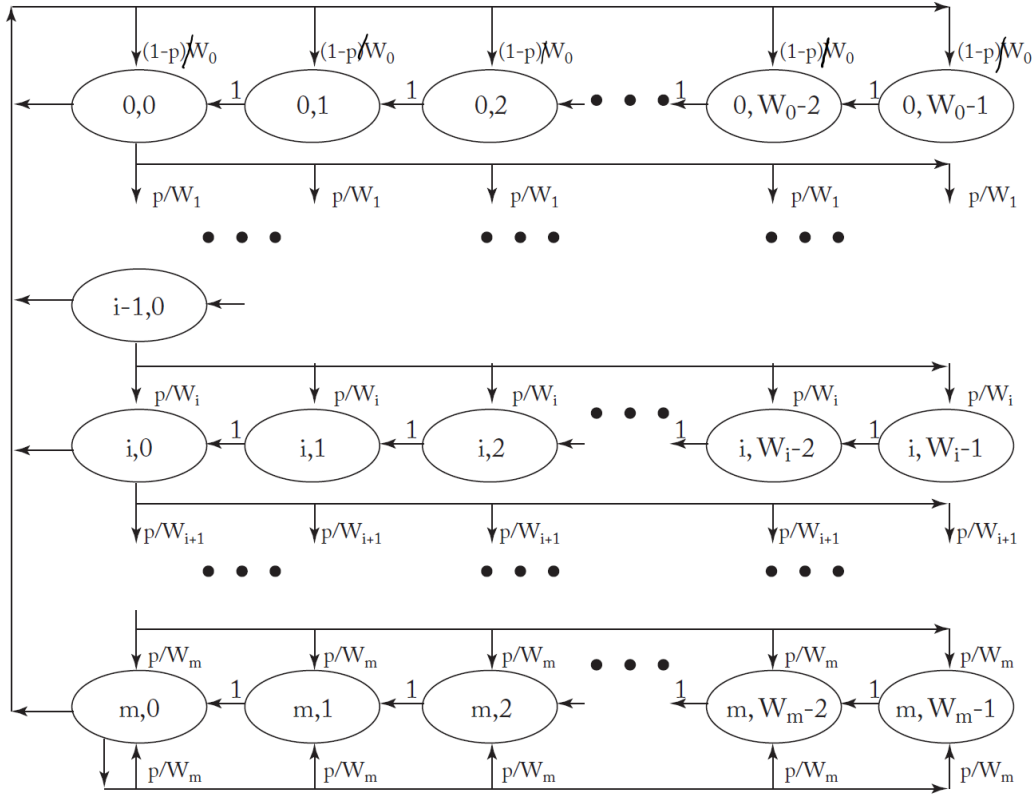 (1-p)/W₀ (1-p)/W₀ (1-p)/W₀ (1-p)/W₀ (1-p)/W₀
0,0 1 0,1 1 0,2 1 0, W₀-2 1 0, W₀-1
p/W₁ p/W₁ p/W₁ p/W₁ p/W₁
i-1,0
p/Wᵢ p/Wᵢ p/Wᵢ p/Wᵢ p/Wᵢ
i,0 1 i,1 1 i,2 1 i, Wᵢ-2 1 i, Wᵢ-1
p/Wᵢ₊₁ p/Wᵢ₊₁ p/Wᵢ₊₁ p/Wᵢ₊₁ p/Wᵢ₊₁
p/Wₘ p/Wₘ p/Wₘ p/Wₘ p/Wₘ
m,0 1 m,1 1 m,2 1 m, Wₘ-2 1 m, Wₘ-1
p/Wₘ p/Wₘ p/Wₘ p/Wₘ p/Wₘ